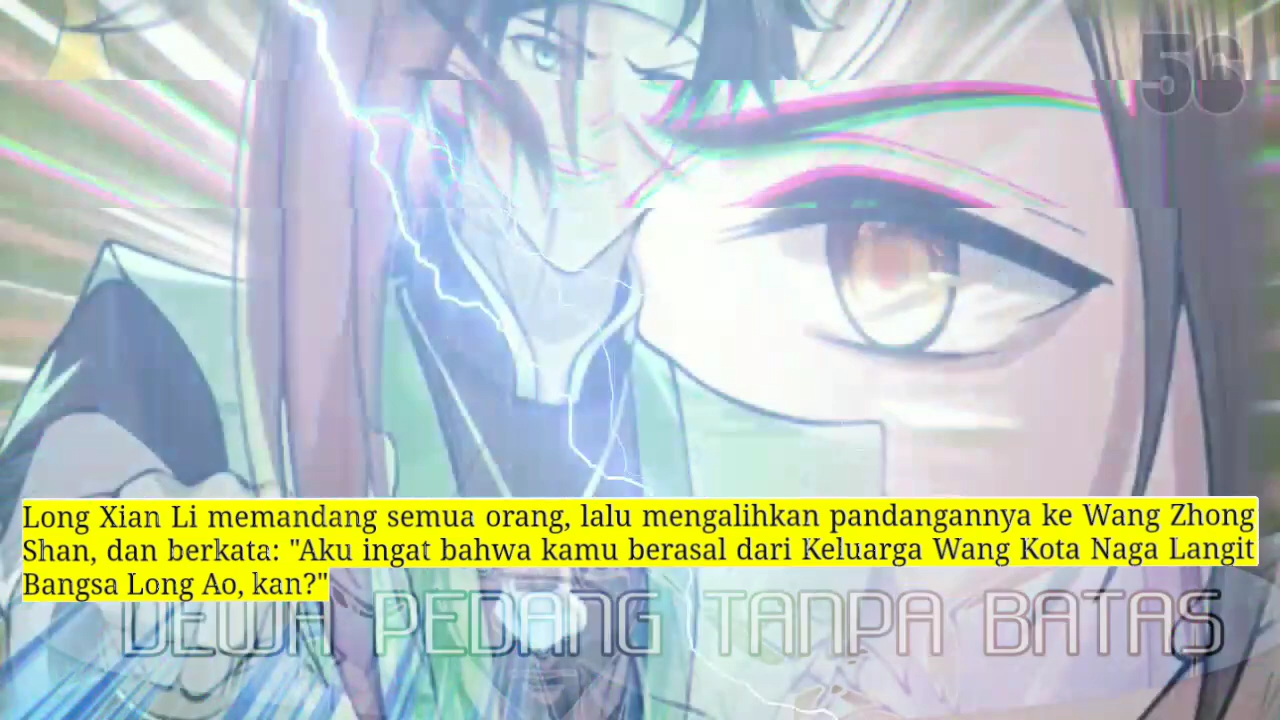 56
Long Xian Li memandang semua orang, lalu mengalihkan pandangannya ke Wang Zhong
Shan, dan berkata: "Aku ingat bahwa kamu berasal dari Keluarga Wang Kota Naga Langit
Bangsa Long Ao, kan?"
DEWA PEDANG TANPA BATAS